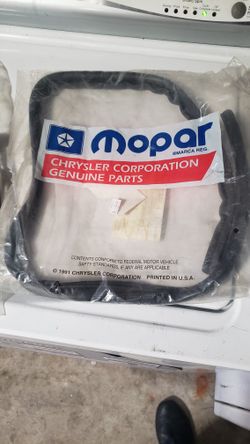 mopar
®MARCA REG.
CHRYSLER CORPORATION
GENUINE PARTS
CONTENTS CONFORM TO FEDERAL MOTOR VEHICLE
SAFETY STANDARDS, IF ANY ARE APPLICABLE
© 1991 CHRYSLER CORPORATION PRINTED IN U.S.A.